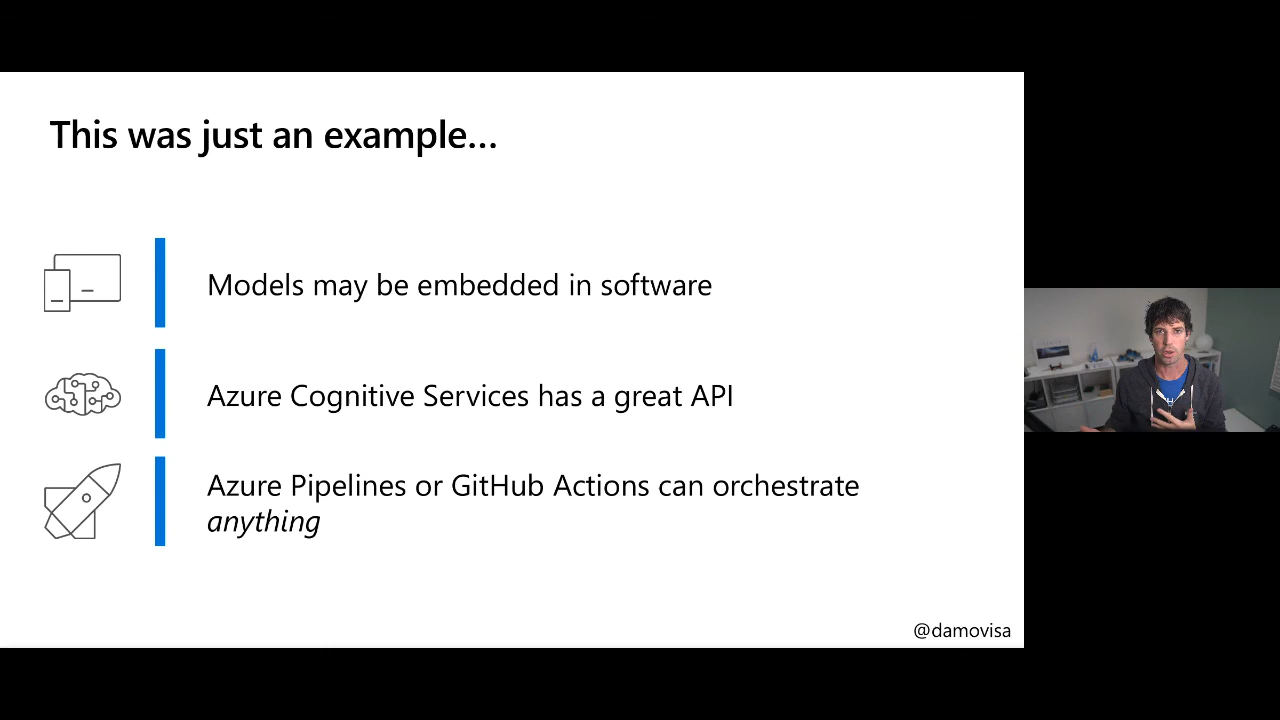 This was just an example...
Models may be embedded in software
Azure Cognitive Services has a great API
Azure Pipelines or GitHub Actions can orchestrate
anything
@damovisa